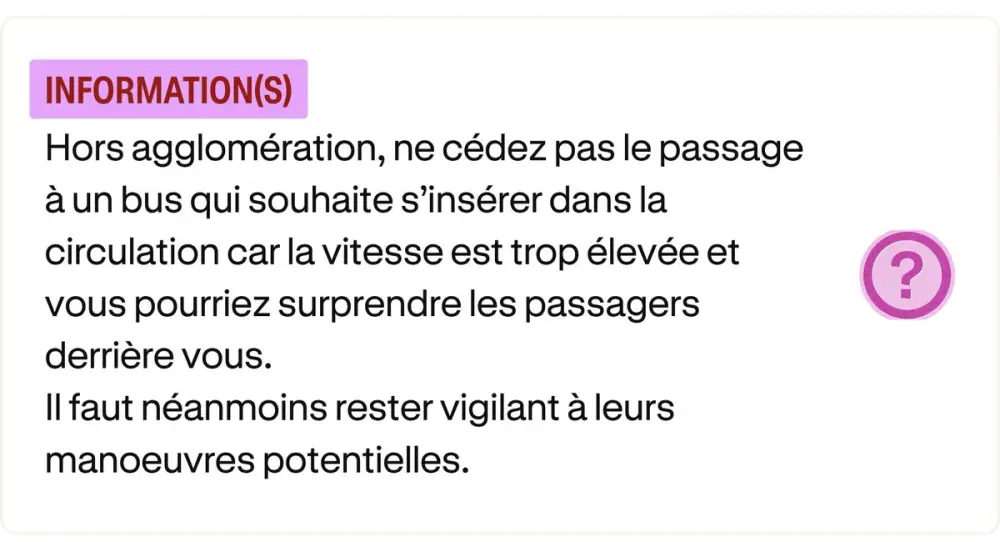 INFORMATION(S)
Hors agglomération, ne cédez pas le passage
à un bus qui souhaite s’insérer dans la
circulation car la vitesse est trop élevée et
vous pourriez surprendre les passagers
derrière vous.
Il faut néanmoins rester vigilant à leurs
manoeuvres potentielles.
?